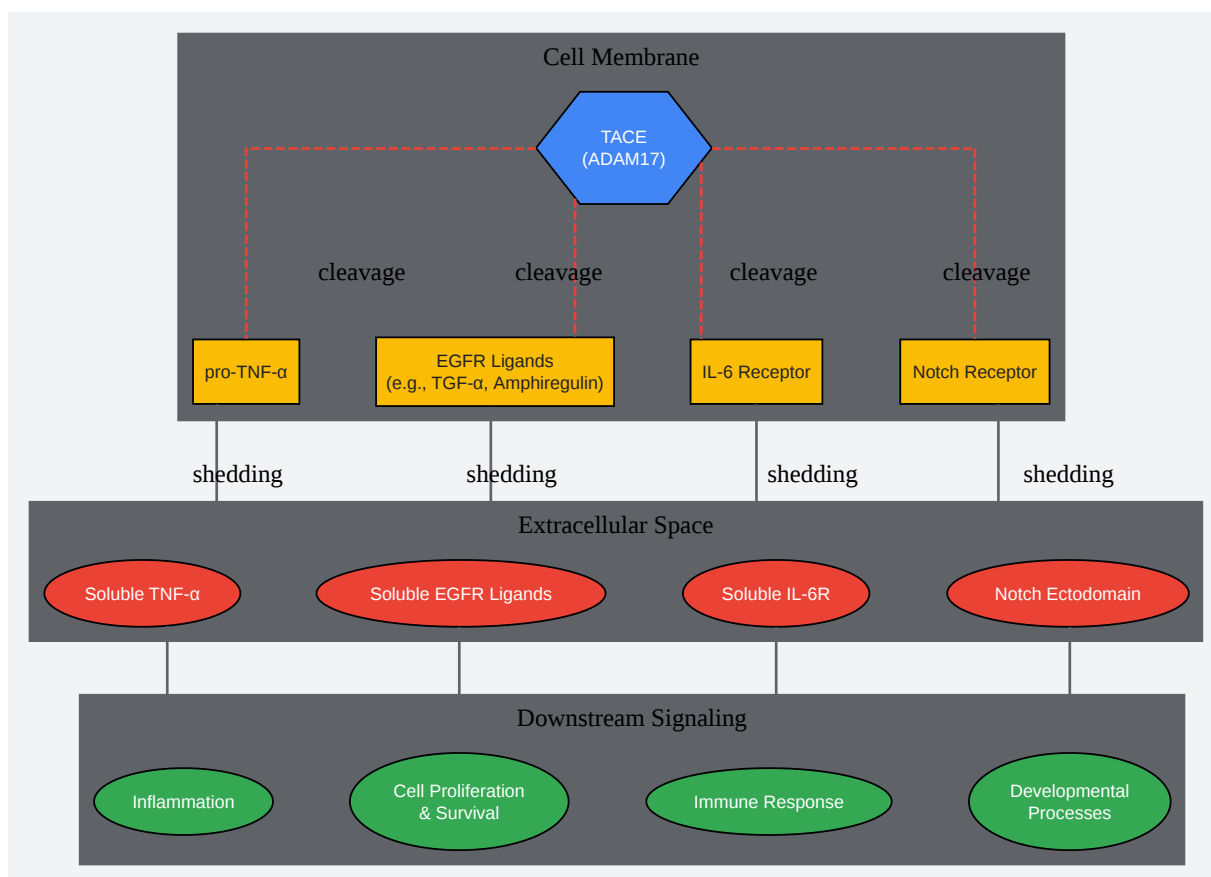 Cell Membrane
TACE
(ADAM17)
cleavage
cleavage
cleavage
cleavage
pro-TNF-α
EGFR Ligands
(e.g., TGF-α, Amphiregulin)
IL-6 Receptor
Notch Receptor
shedding
shedding
shedding
shedding
Extracellular Space
Soluble TNF-α
Soluble EGFR Ligands
Soluble IL-6R
Notch Ectodomain
Downstream Signaling
Inflammation
Cell Proliferation
& Survival
Immune Response
Developmental
Processes